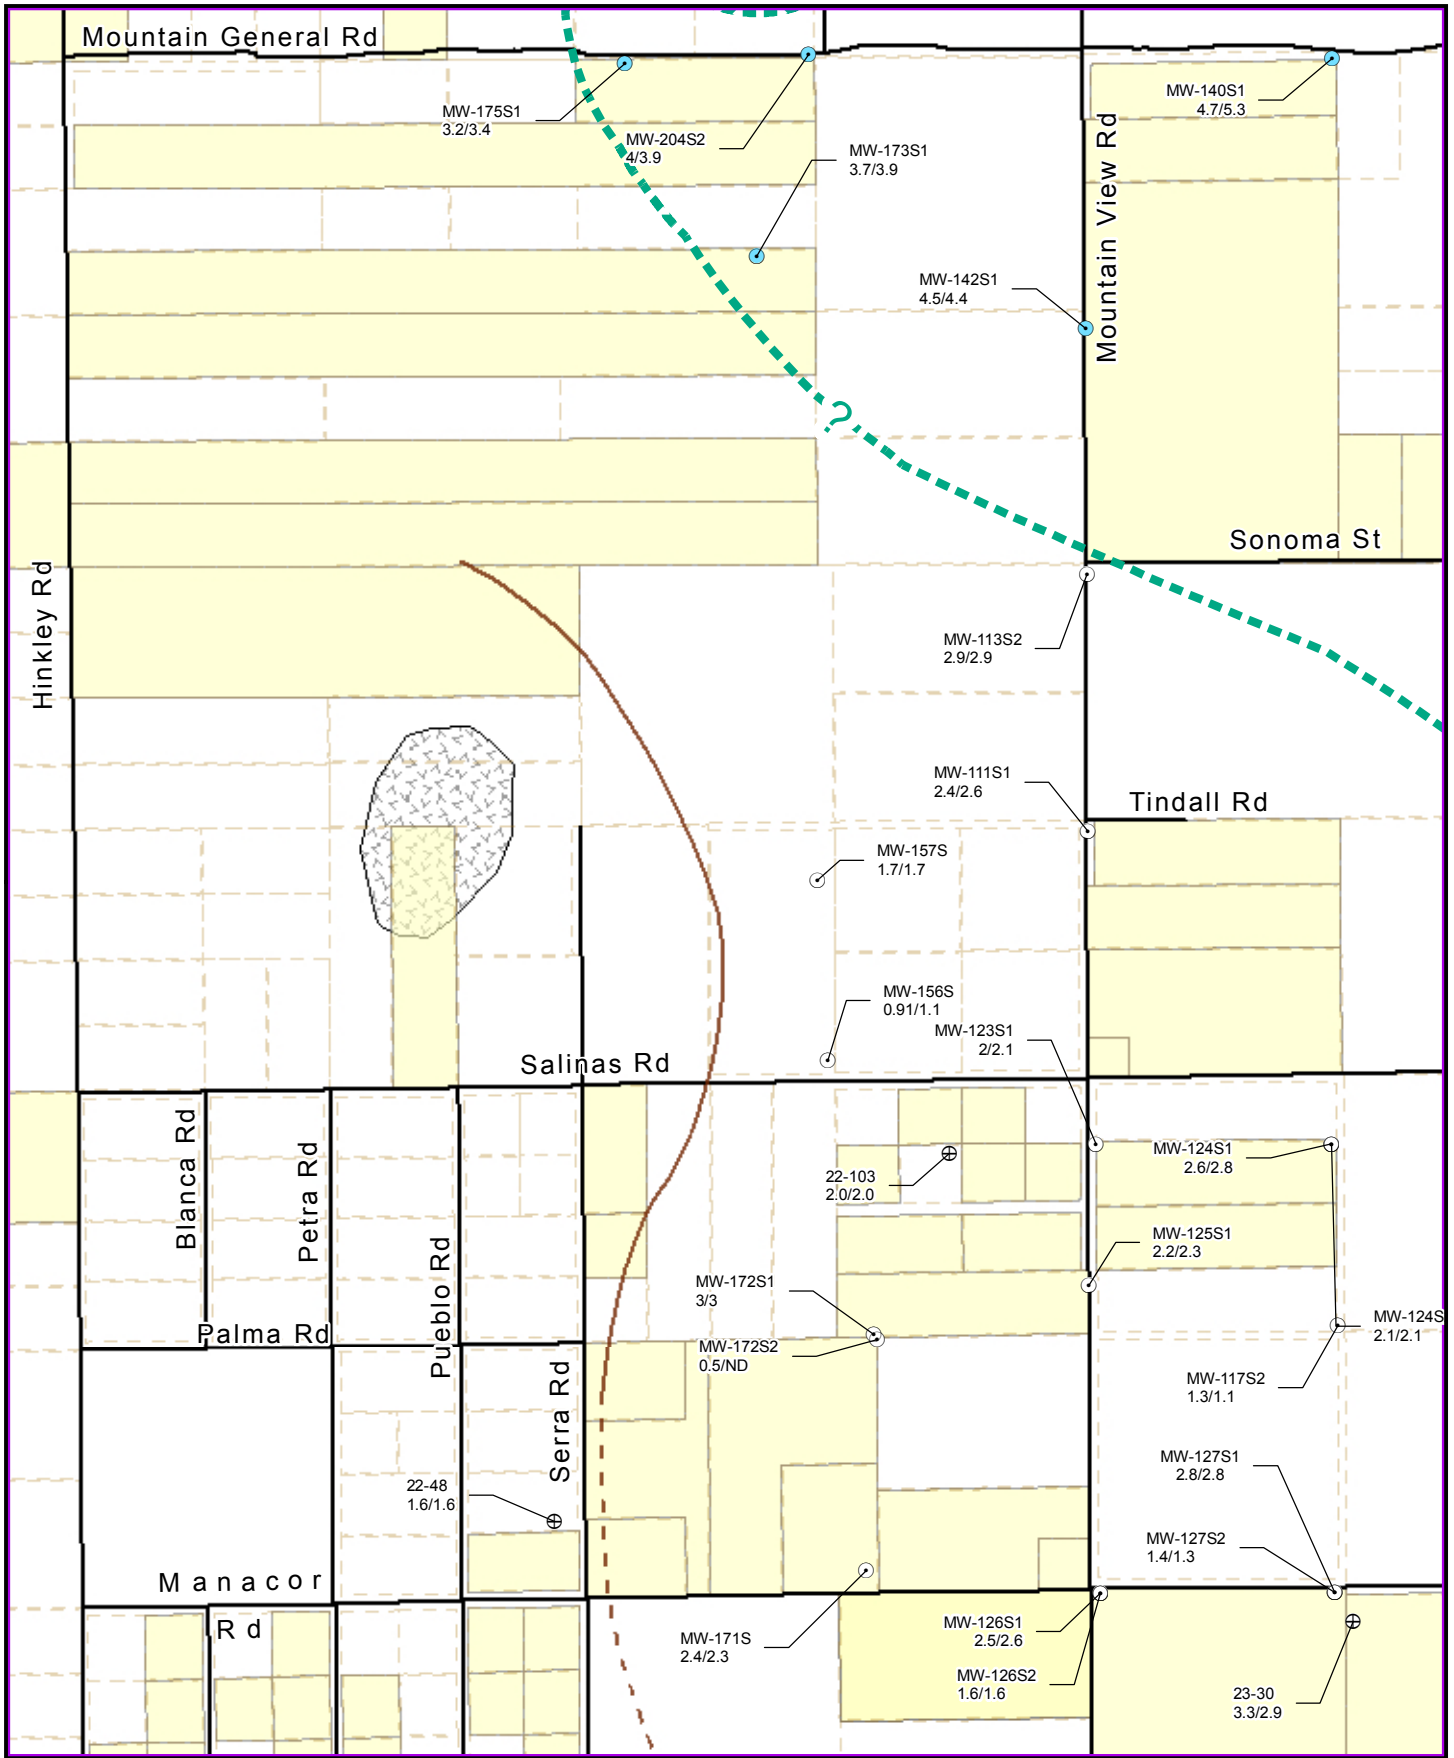 Mountain General Rd
MW-175S1
3.2/3.4
MW-204S2
4/3.9
MW-173S1
3.7/3.9
MW-140S1
4.7/5.3
Mountain View Rd
MW-142S1
4.5/4.4
?
Sonoma St
Hinkley Rd
MW-113S2
2.9/2.9
MW-111S1
2.4/2.6
Tindall Rd
MW-157S
1.7/1.7
MW-156S
0.91/1.1
MW-123S1
2/2.1
Salinas Rd
Blanca Rd
Petra Rd
Pueblo Rd
22-103
2.0/2.0
MW-124S1
2.6/2.8
MW-125S1
2.2/2.3
MW-172S1
3/3
MW-172S2
0.5/ND
MW-124S
2.1/2.1
Palma Rd
MW-117S2
1.3/1.1
Serra Rd
22-48
1.6/1.6
MW-127S1
2.8/2.8
MW-127S2
1.4/1.3
Manacor
Rd
MW-171S
2.4/2.3
MW-126S1
2.5/2.6
MW-126S2
1.6/1.6
23-30
3.3/2.9